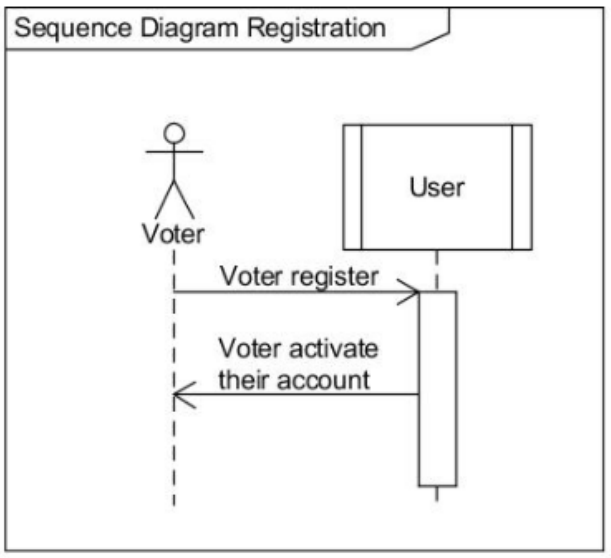 Sequence Diagram Registration
User
Voter
Voter register
Voter activate
their account